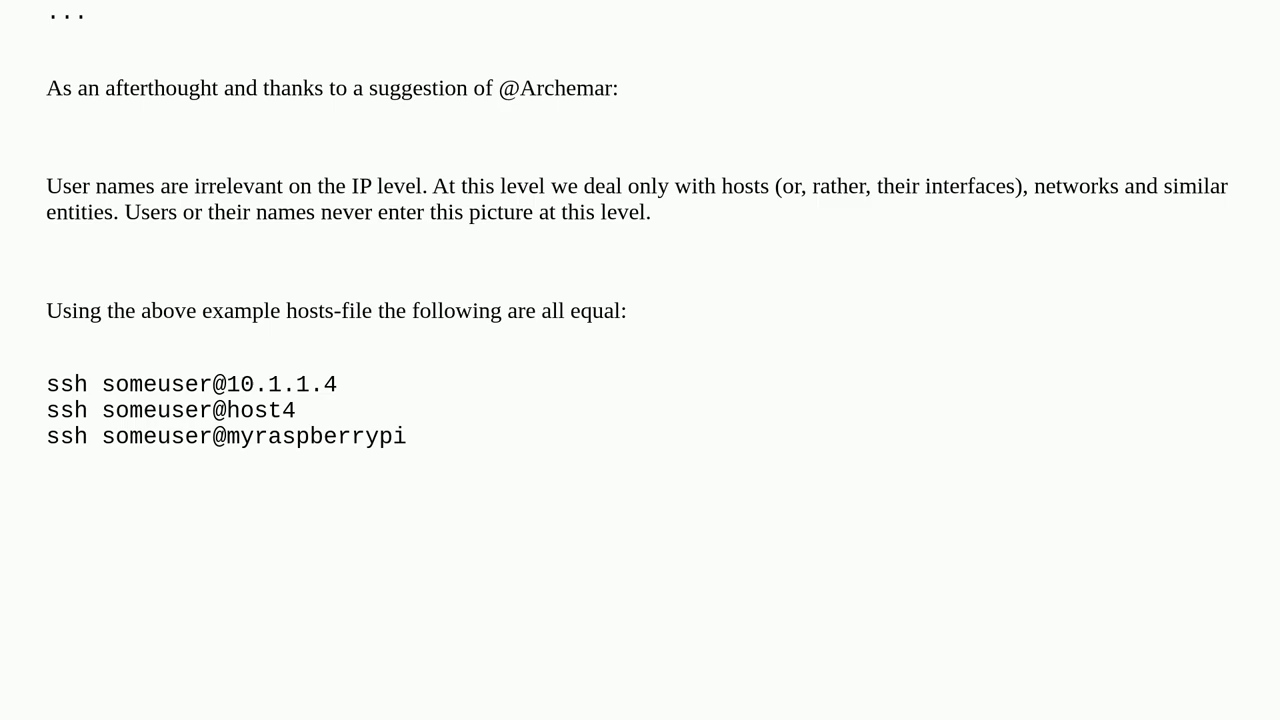 ...
As an afterthought and thanks to a suggestion of @Archemar:
User names are irrelevant on the IP level. At this level we deal only with hosts (or, rather, their interfaces), networks and similar
entities. Users or their names never enter this picture at this level.
Using the above example hosts-file the following are all equal:
ssh someuser@10.1.1.4
ssh someuser@host4
ssh someuser@myraspberrypi